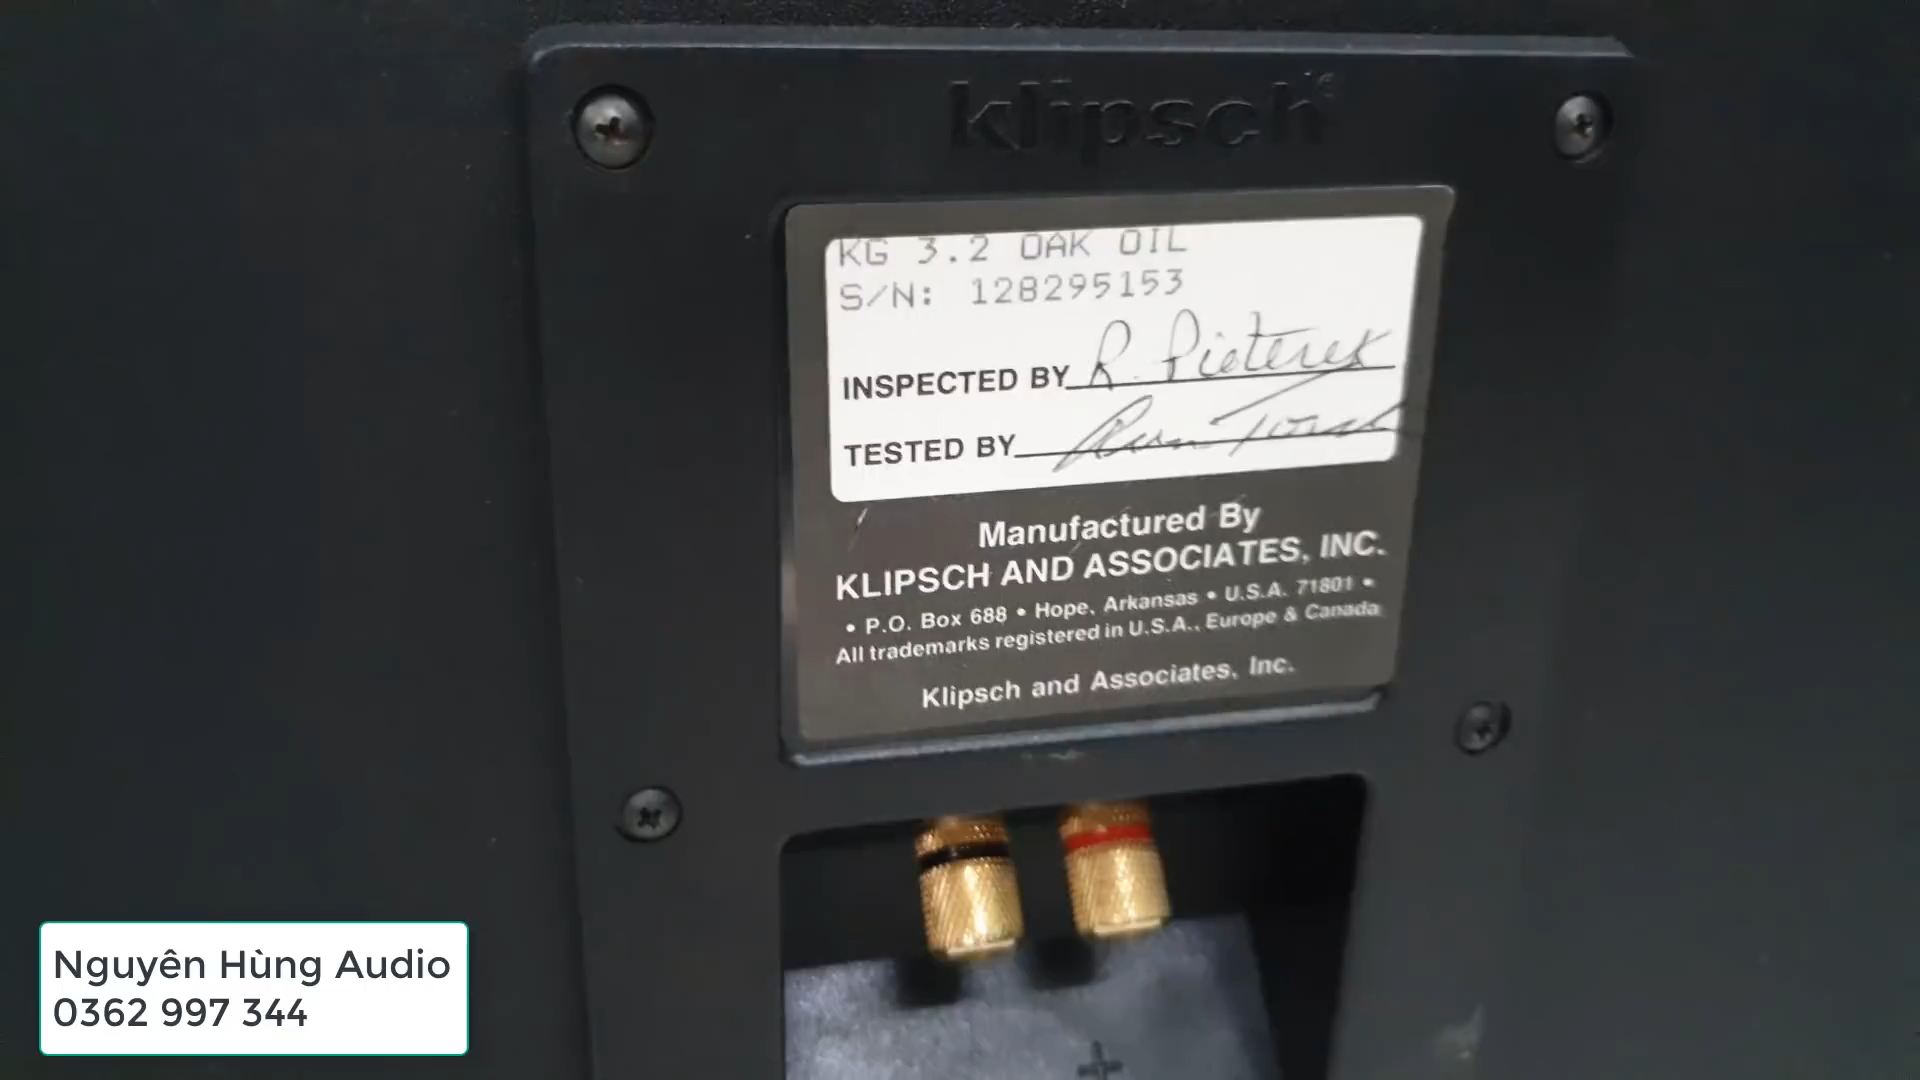 klipsch®
KG 3.2 OAK OIL
S/N: 128295153
INSPECTED BY R. Pieterek
TESTED BY
Manufactured By
KLIPSCH AND ASSOCIATES, INC.
• P.O. Box 688 • Hope, Arkansas • U.S.A. 71801 •
All trademarks registered in U.S.A., Europe & Canada
Klipsch and Associates, Inc.
+
Nguyên Hùng Audio
0362 997 344